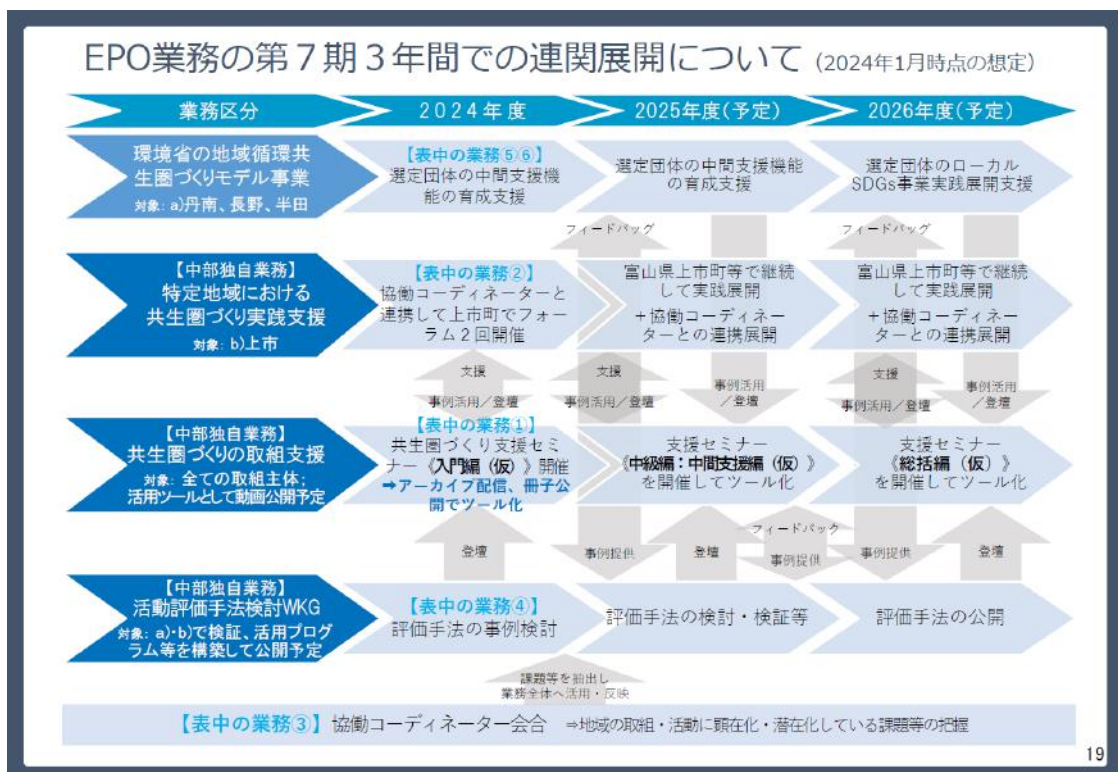 EPO業務の第７期３年間での連関展開について（2024年1月時点の想定）
業務区分
２０２４年度
2025年度(予定)
2026年度(予定)
環境省の地域循環共
生圏づくりモデル事業
対象：a)丹南、長野、半田
【表中の業務⑤⑥】
選定団体の中間支援機
能の育成支援
選定団体の中間支援機能
の育成支援
選定団体のローカル
SDGs事業実践展開支援
フィードバッグ
フィードバッグ
【中部独自業務】
特定地域における
共生圏づくり実践支援
対象：b)上市
【表中の業務②】
協働コーディネーターと
連携して上市町でフォー
ラム２回開催
富山県上市町等で継続
して実践展開
＋協働コーディネー
ターとの連携展開
富山県上市町等で継続
して実践展開
＋協働コーディネー
ターとの連携展開
支援
事例活用／登壇
支援
事例活用／登壇
事例活用
／登壇
支援
事例活用／登壇
事例活用
／登壇
【中部独自業務】
共生圏づくりの取組支援
対象：全ての取組主体；
活用ツールとして動画公開予定
【表中の業務①】
共生圏づくり支援セミ
ナー《入門編（仮）》開催
➡アーカイブ配信、冊子公
開でツール化
支援セミナー
《中級編：中間支援編（仮）》
を開催してツール化
支援セミナー
《総括編（仮）》
を開催してツール化
登壇
事例提供
登壇
フィードバック
事例提供
事例提供
登壇
【中部独自業務】
活動評価手法検討WKG
対象：a)・b)で検証、活用プログ
ラム等を構築して公開予定
【表中の業務④】
評価手法の事例検討
評価手法の検討・検証等
評価手法の公開
課題等を抽出し
業務全体へ活用・反映
【表中の業務③】協働コーディネーター会合　⇒地域の取組・活動に顕在化・潜在化している課題等の把握
19